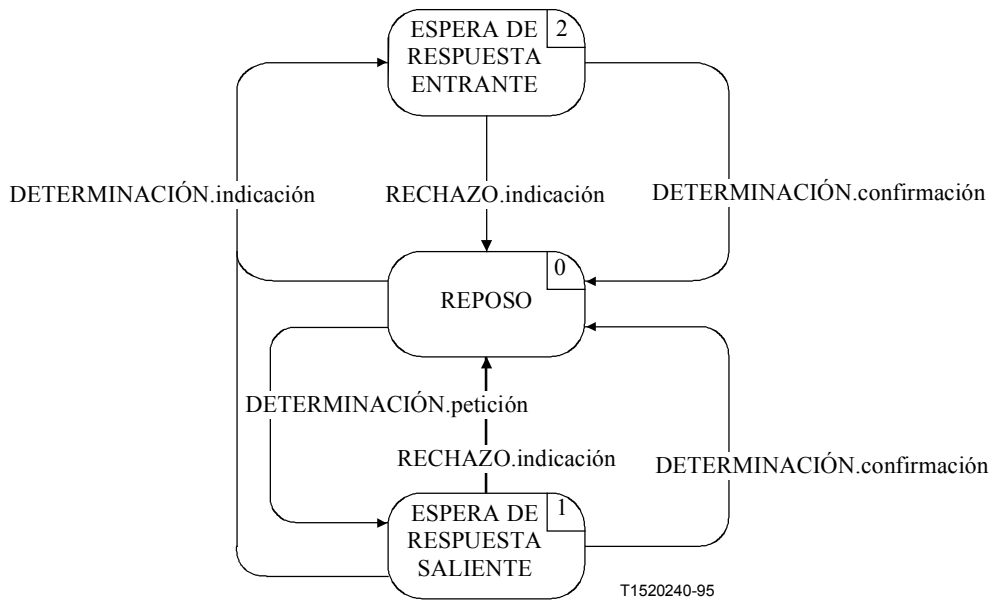 ESPERA DE
RESPUESTA
ENTRANTE
2
DETERMINACIÓN.indicación
RECHAZO.indicación
DETERMINACIÓN.confirmación
0
REPOSO
DETERMINACIÓN.petición
RECHAZO.indicación
DETERMINACIÓN.confirmación
ESPERA DE
RESPUESTA
SALIENTE
1
T1520240-95